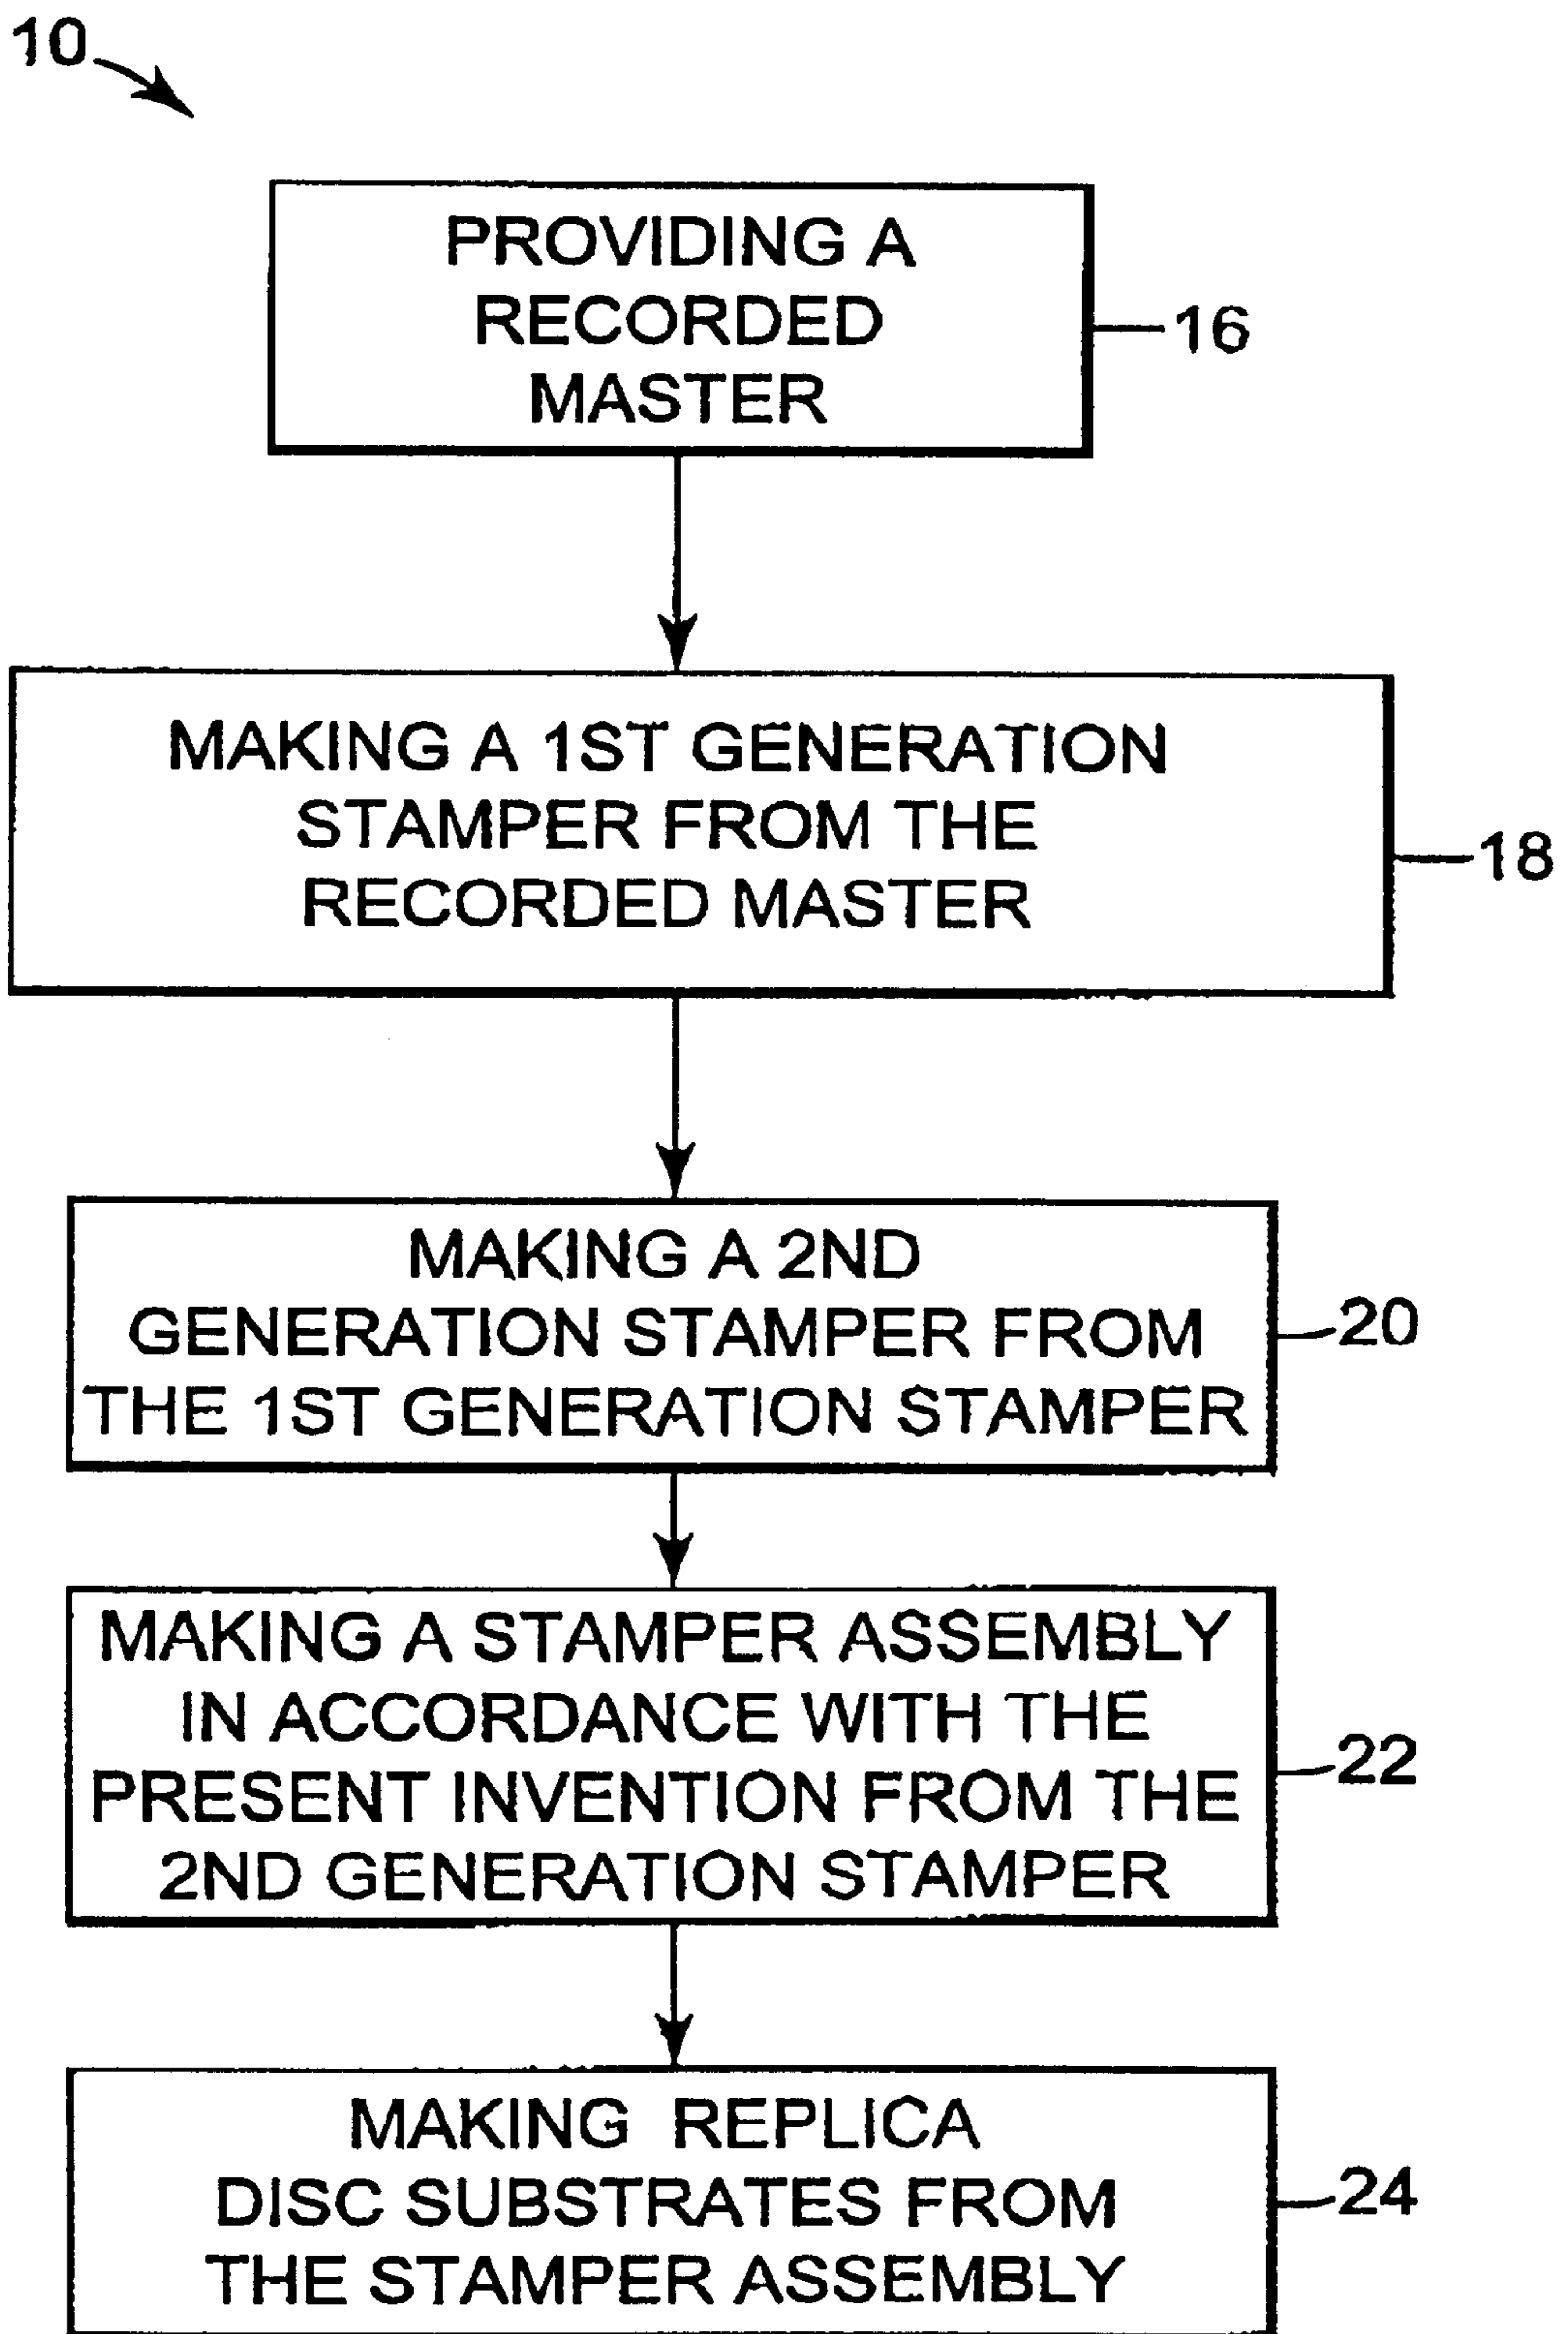 10
PROVIDING A
RECORDED
MASTER
16
MAKING A 1ST GENERATION
STAMPER FROM THE
RECORDED MASTER
18
MAKING A 2ND
GENERATION STAMPER FROM
THE 1ST GENERATION STAMPER
20
MAKING A STAMPER ASSEMBLY
IN ACCORDANCE WITH THE
PRESENT INVENTION FROM THE
2ND GENERATION STAMPER
22
MAKING REPLICA
DISC SUBSTRATES FROM
THE STAMPER ASSEMBLY
24